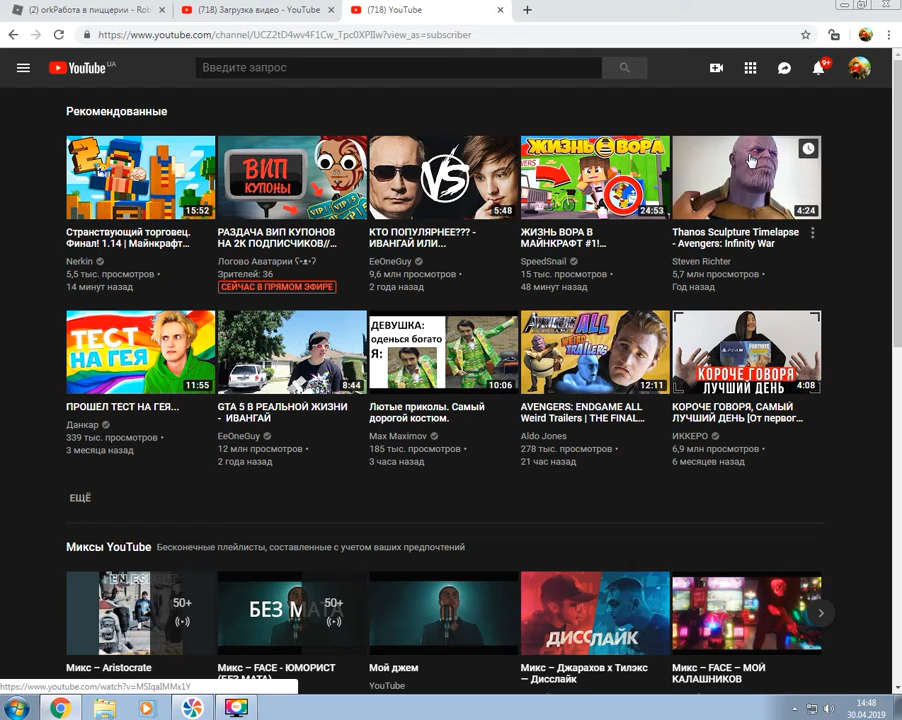 (2) orkРабота в пиццерии - Rob
(718) Загрузка видео - YouTube
(718) YouTube
https://www.youtube.com/channel/UCZ2tD4wv4F1Cw_Tpc0XPIIw?view_as=subscriber
YouTube UA
Введите запрос
9+
Рекомендованные
2
15:52
ВИП
КУПОНЫ
5:48
ЖИЗНЬ ВОРА
24:53
4:24
Странствующий торговец. Финал! 1.14 | Майнкрафт...
Nerkin
5,5 тыс. просмотров •
14 минут назад
РАЗДАЧА ВИП КУПОНОВ НА 2К ПОДПИСЧИКОВ//...
Логово Аватарии ʕ•ᴥ•ʔ
Зрителей: 36
СЕЙЧАС В ПРЯМОМ ЭФИРЕ
КТО ПОПУЛЯРНЕЕ??? - ИВАНГАЙ ИЛИ...
EeOneGuy
9,6 млн просмотров •
2 года назад
ЖИЗНЬ ВОРА В МАЙНКРАФТ #1!...
SpeedSnail
15 тыс. просмотров •
48 минут назад
Thanos Sculpture Timelapse - Avengers: Infinity War
Steven Richter
5,7 млн просмотров •
Год назад
ТЕСТ
НА ГЕЯ
11:55
8:44
ДЕВУШКА:
оденься богато
Я:
10:06
AVENGERS ALL
WEIRD TRAILERS
12:11
КОРОЧЕ ГОВОРЯ
ЛУЧШИЙ ДЕНЬ
4:08
ПРОШЕЛ ТЕСТ НА ГЕЯ...
Данкар
339 тыс. просмотров •
3 месяца назад
GTA 5 В РЕАЛЬНОЙ ЖИЗНИ - ИВАНГАЙ
EeOneGuy
12 млн просмотров •
2 года назад
Лютые приколы. Самый дорогой костюм.
Max Maximov
185 тыс. просмотров •
3 часа назад
AVENGERS: ENDGAME ALL Weird Trailers | THE FINAL...
Aldo Jones
278 тыс. просмотров •
21 час назад
КОРОЧЕ ГОВОРЯ, САМЫЙ ЛУЧШИЙ ДЕНЬ [От первог...
ИККЕРО
6,9 млн просмотров •
6 месяцев назад
ЕЩЁ
Миксы YouTube Бесконечные плейлисты, составленные с учетом ваших предпочтений
50+
БЕЗ МАТА
50+
ДИССЛАЙК
Микс – Aristocrate
Микс – FACE - ЮМОРИСТ (БЕЗ МАТА)
Мой джем
YouTube
Микс – Джарахов x Тилэкс – Дисслайк
Микс – FACE – МОЙ КАЛАШНИКОВ
https://www.youtube.com/watch?v=MSIqaIMMx1Y
14:48
30.04.2019